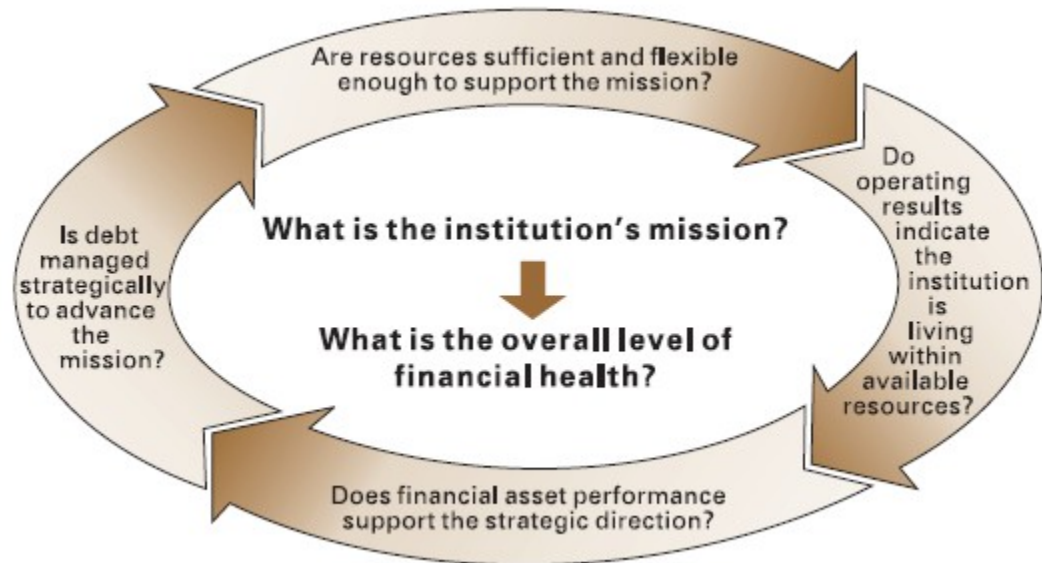 Are resources sufficient and flexible
enough to support the mission?
Do
operating
results
indicate
the
institution
is
living
within
available
resources?
Does financial asset performance
support the strategic direction?
Is debt
managed
strategically
to advance
the
mission?
What is the institution's mission?
What is the overall level of
financial health?